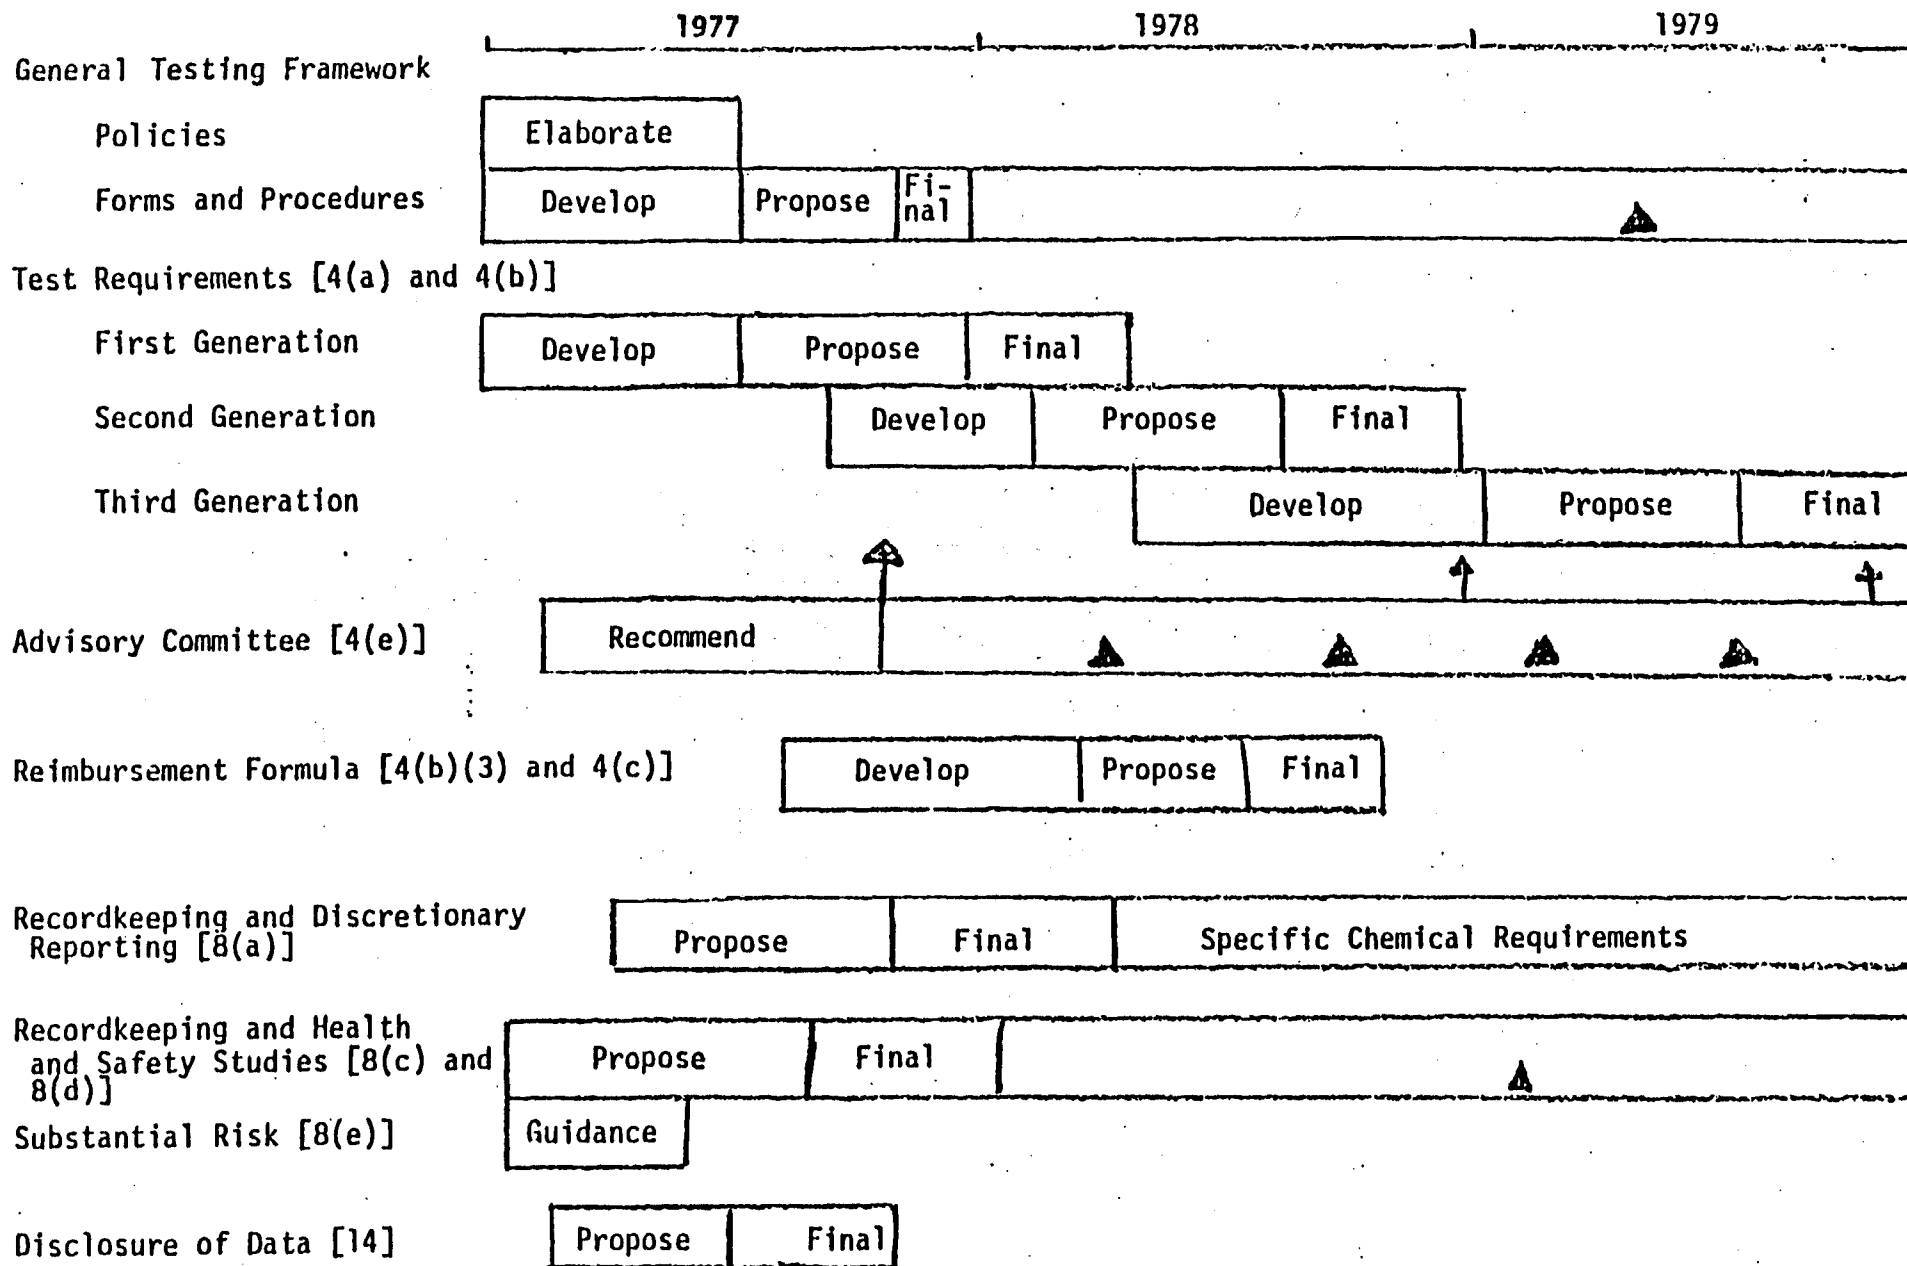 1977 1978 1979
General Testing Framework
Policies Elaborate
Forms and Procedures Develop Propose Fi-
nal
Test Requirements [4(a) and 4(b)]
First Generation Develop Propose Final
Second Generation Develop Propose Final
Third Generation Develop Propose Final
Advisory Committee [4(e)] Recommend
Reimbursement Formula [4(b)(3) and 4(c)] Develop Propose Final
Recordkeeping and Discretionary
Reporting [8(a)] Propose Final Specific Chemical Requirements
Recordkeeping and Health
and Safety Studies [8(c) and Propose Final
8(d)]
Substantial Risk [8(e)] Guidance
Disclosure of Data [14] Propose Final